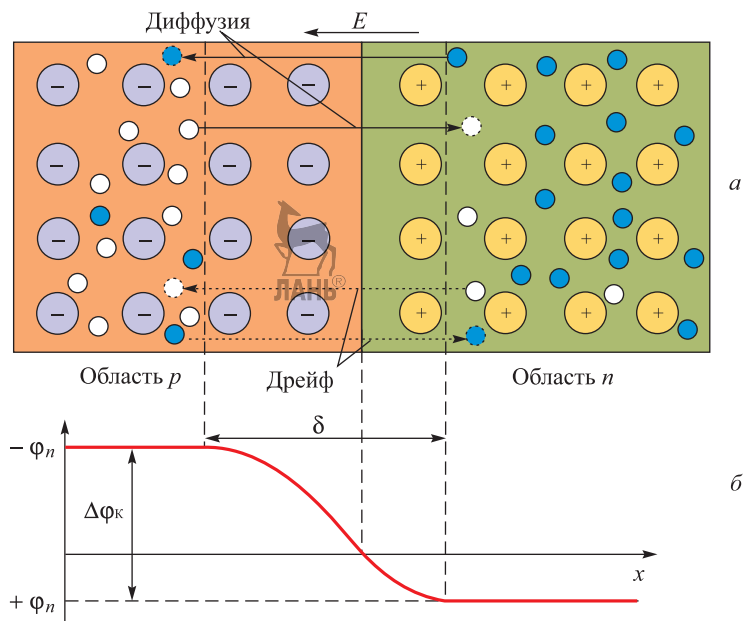 Диффузия
E
− − − −
+ + + +
− − − −
+ + + +
а
− − − −
+ + + +
ЛАНЬ®
− − − −
+ + + +
Область p
Дрейф
Область n
δ
− φn
Δφк
б
x
+ φn